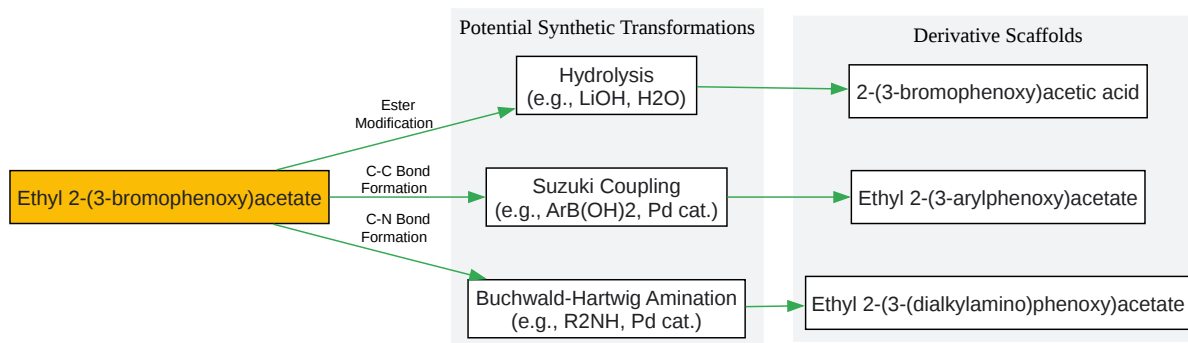 Potential Synthetic Transformations
Derivative Scaffolds
Hydrolysis
(e.g., LiOH, H2O)
2-(3-bromophenoxy)acetic acid
Ester
Modification
Ethyl 2-(3-bromophenoxy)acetate
C-C Bond
Formation
Suzuki Coupling
(e.g., ArB(OH)2, Pd cat.)
Ethyl 2-(3-arylphenoxy)acetate
C-N Bond
Formation
Buchwald-Hartwig Amination
(e.g., R2NH, Pd cat.)
Ethyl 2-(3-(dialkylamino)phenoxy)acetate